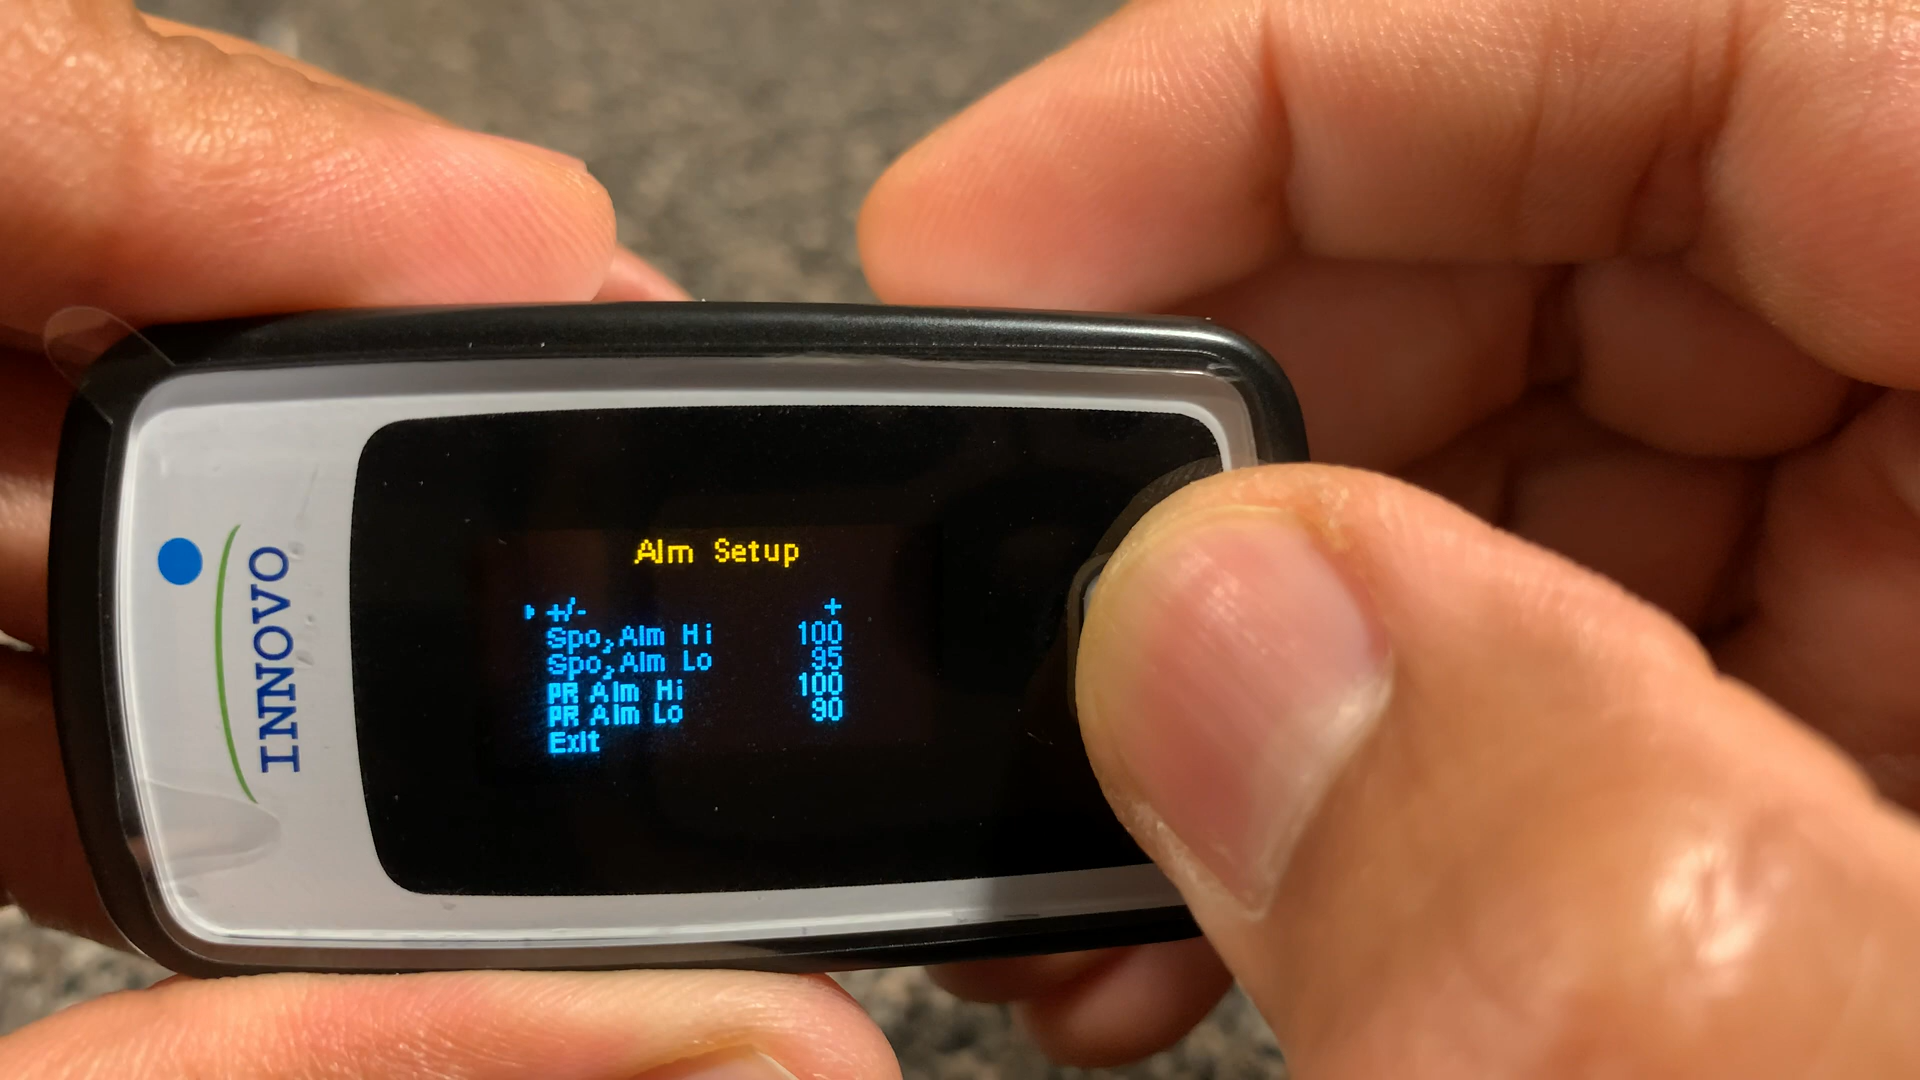 INNOVO
Alm Setup
+/- +
Spo₂Alm Hi 100
Spo₂Alm Lo 95
PR Alm Hi 100
PR Alm Lo 90
Exit